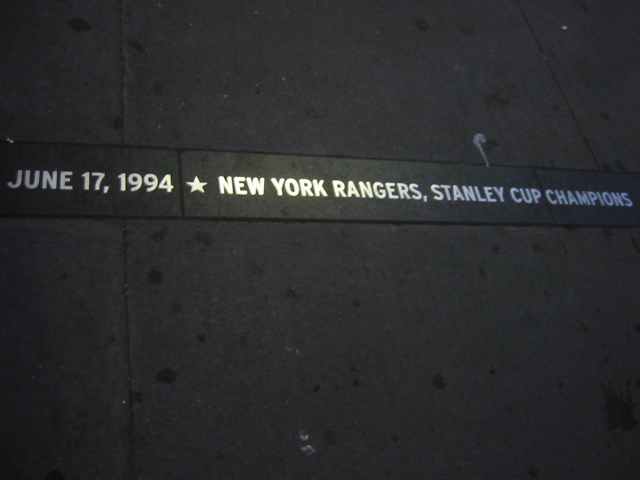 JUNE 17, 1994 ★ NEW YORK RANGERS, STANLEY CUP CHAMPIONS